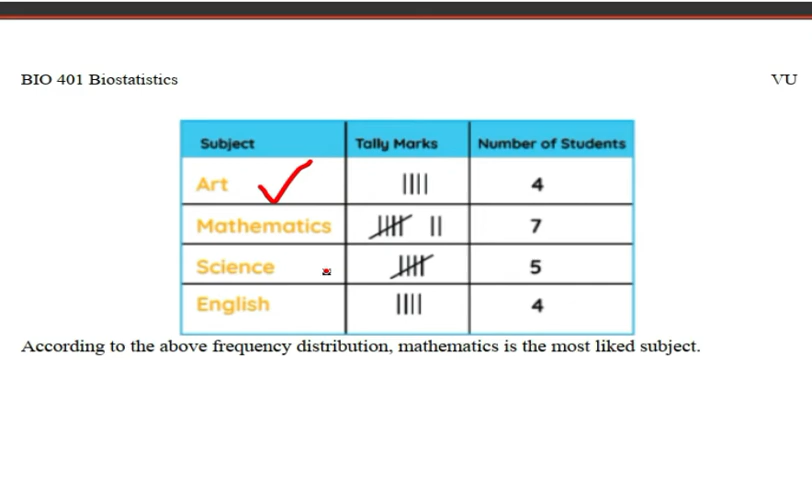 BIO 401 Biostatistics VU
Subject Tally Marks Number of Students
Art 4
Mathematics 7
Science 5
English 4
According to the above frequency distribution, mathematics is the most liked subject.